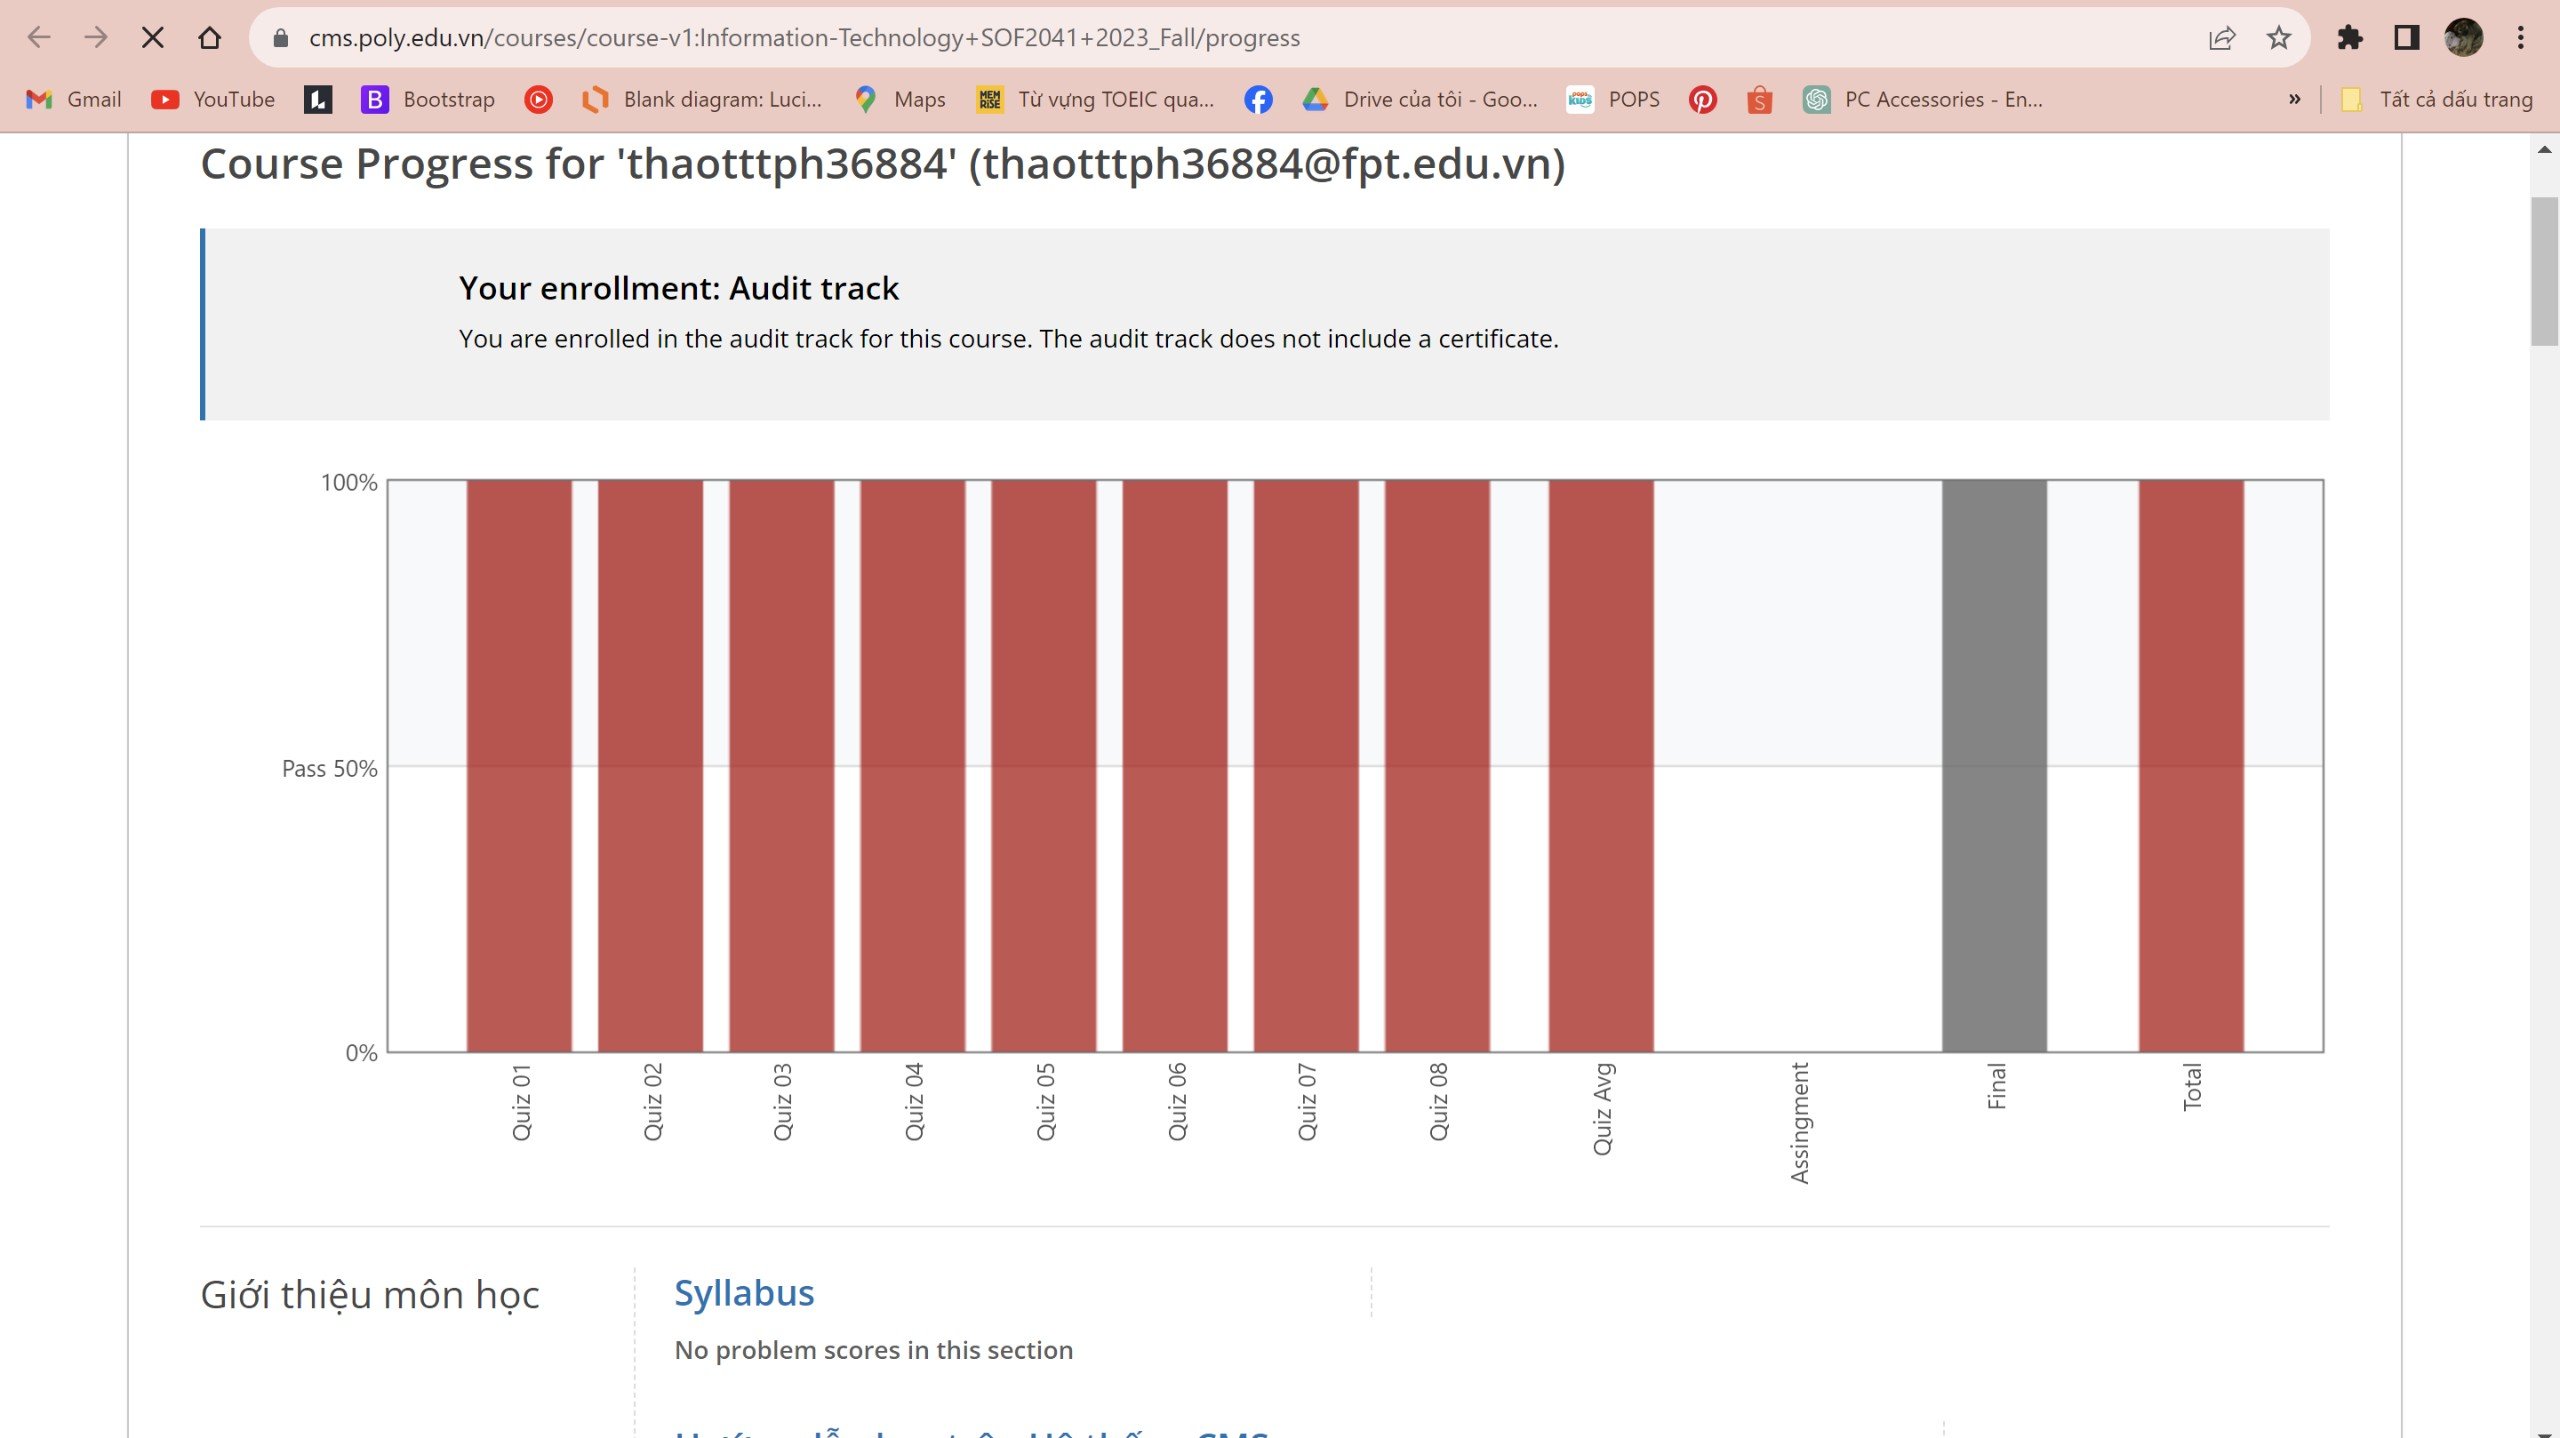 cms.poly.edu.vn/courses/course-v1:Information-Technology+SOF2041+2023_Fall/progress
Gmail YouTube Bootstrap Blank diagram: Luci... Maps MEM RISE Từ vựng TOEIC qua... Drive của tôi - Goo... POPS PC Accessories - En... » Tất cả dấu trang
Course Progress for 'thaotttph36884' (thaotttph36884@fpt.edu.vn)
Your enrollment: Audit track
You are enrolled in the audit track for this course. The audit track does not include a certificate.
100%
Pass 50%
0%
Quiz 01
Quiz 02
Quiz 03
Quiz 04
Quiz 05
Quiz 06
Quiz 07
Quiz 08
Quiz Avg
Assingment
Final
Total
Giới thiệu môn học
Syllabus
No problem scores in this section